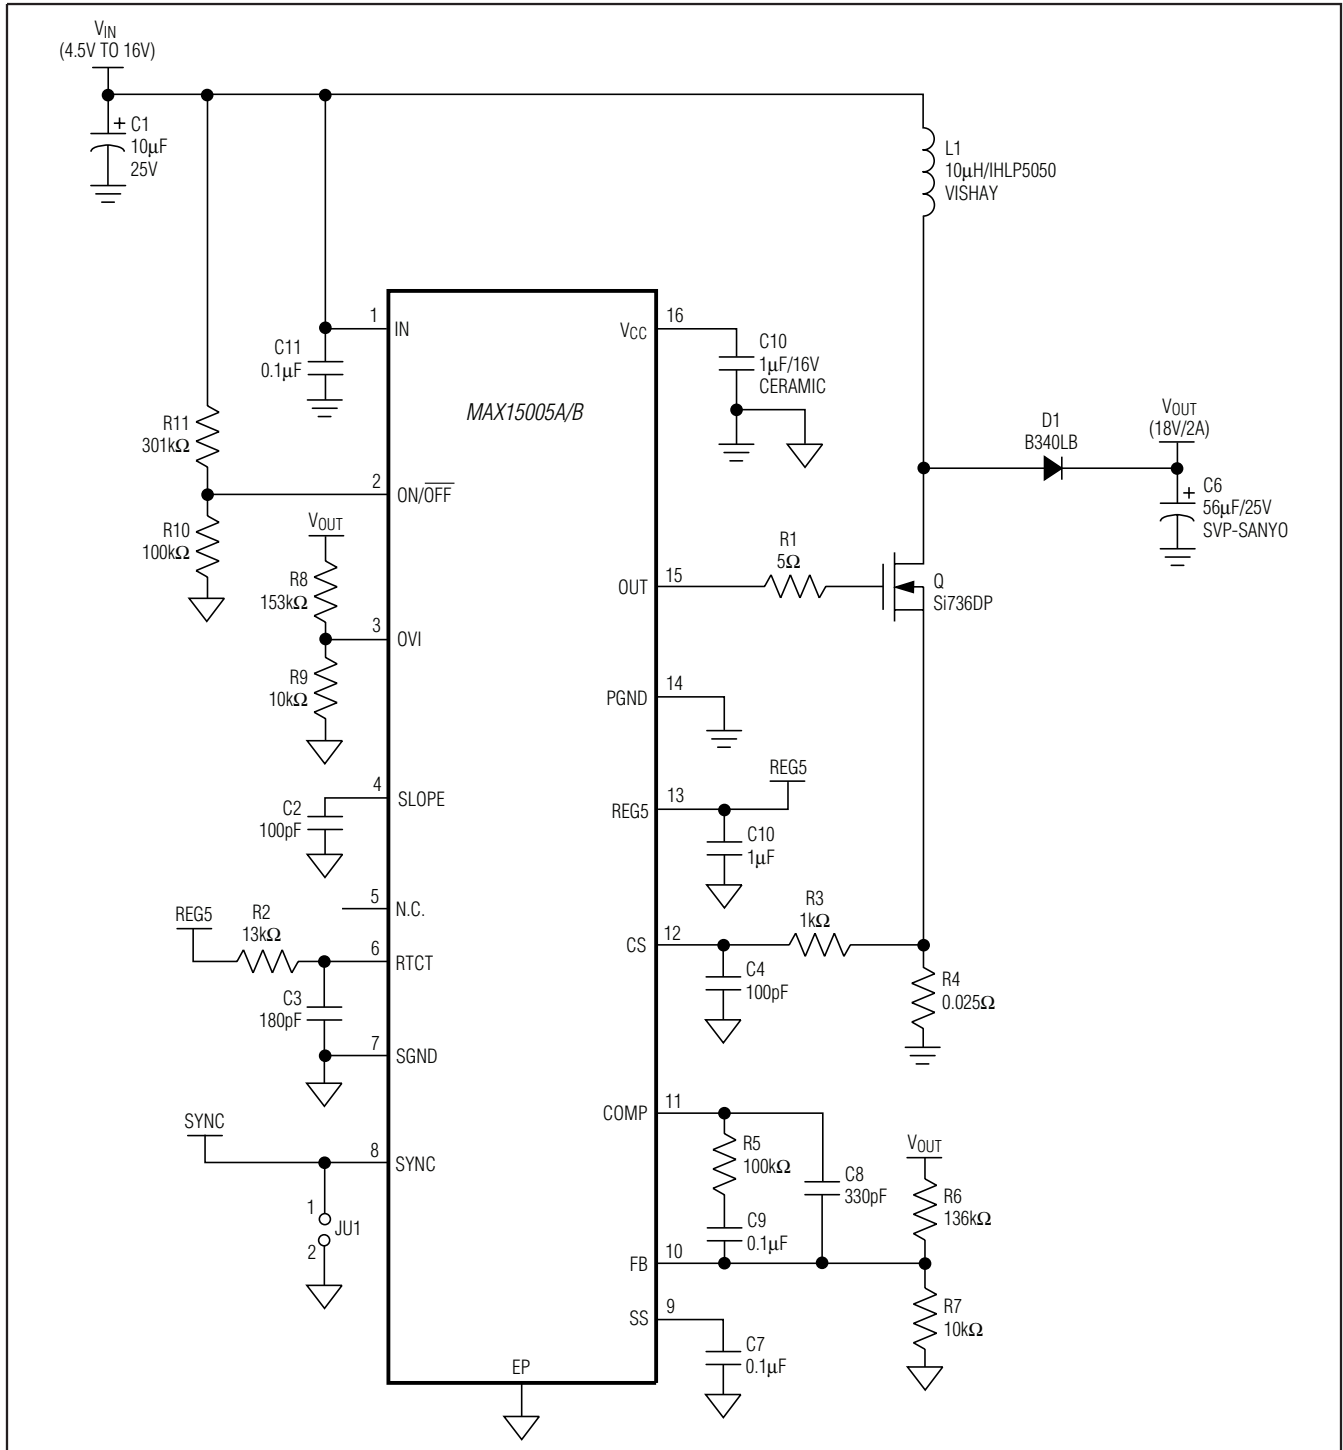 VIN
(4.5V TO 16V)
+ C1
10μF
25V
L1
10μH/IHLP5050
VISHAY
1
IN
C11
0.1μF
16
VCC
C10
1μF/16V
CERAMIC
MAX15005A/B
R11
301kΩ
2
ON/OFF
R10
100kΩ
D1
B340LB
VOUT
(18V/2A)
+ C6
56μF/25V
SVP-SANYO
VOUT
R8
153kΩ
3
OVI
R9
10kΩ
R1
5Ω
OUT
15
Q
Si736DP
14
PGND
4
SLOPE
C2
100pF
REG5
13
REG5
C10
1μF
5
N.C.
REG5
R2
13kΩ
6
RTCT
C3
180pF
7
SGND
R3
1kΩ
12
CS
C4
100pF
R4
0.025Ω
SYNC
8
SYNC
1
JU1
2
COMP
11
R5
100kΩ
C8
330pF
C9
0.1μF
VOUT
R6
136kΩ
10
FB
R7
10kΩ
9
SS
C7
0.1μF
EP